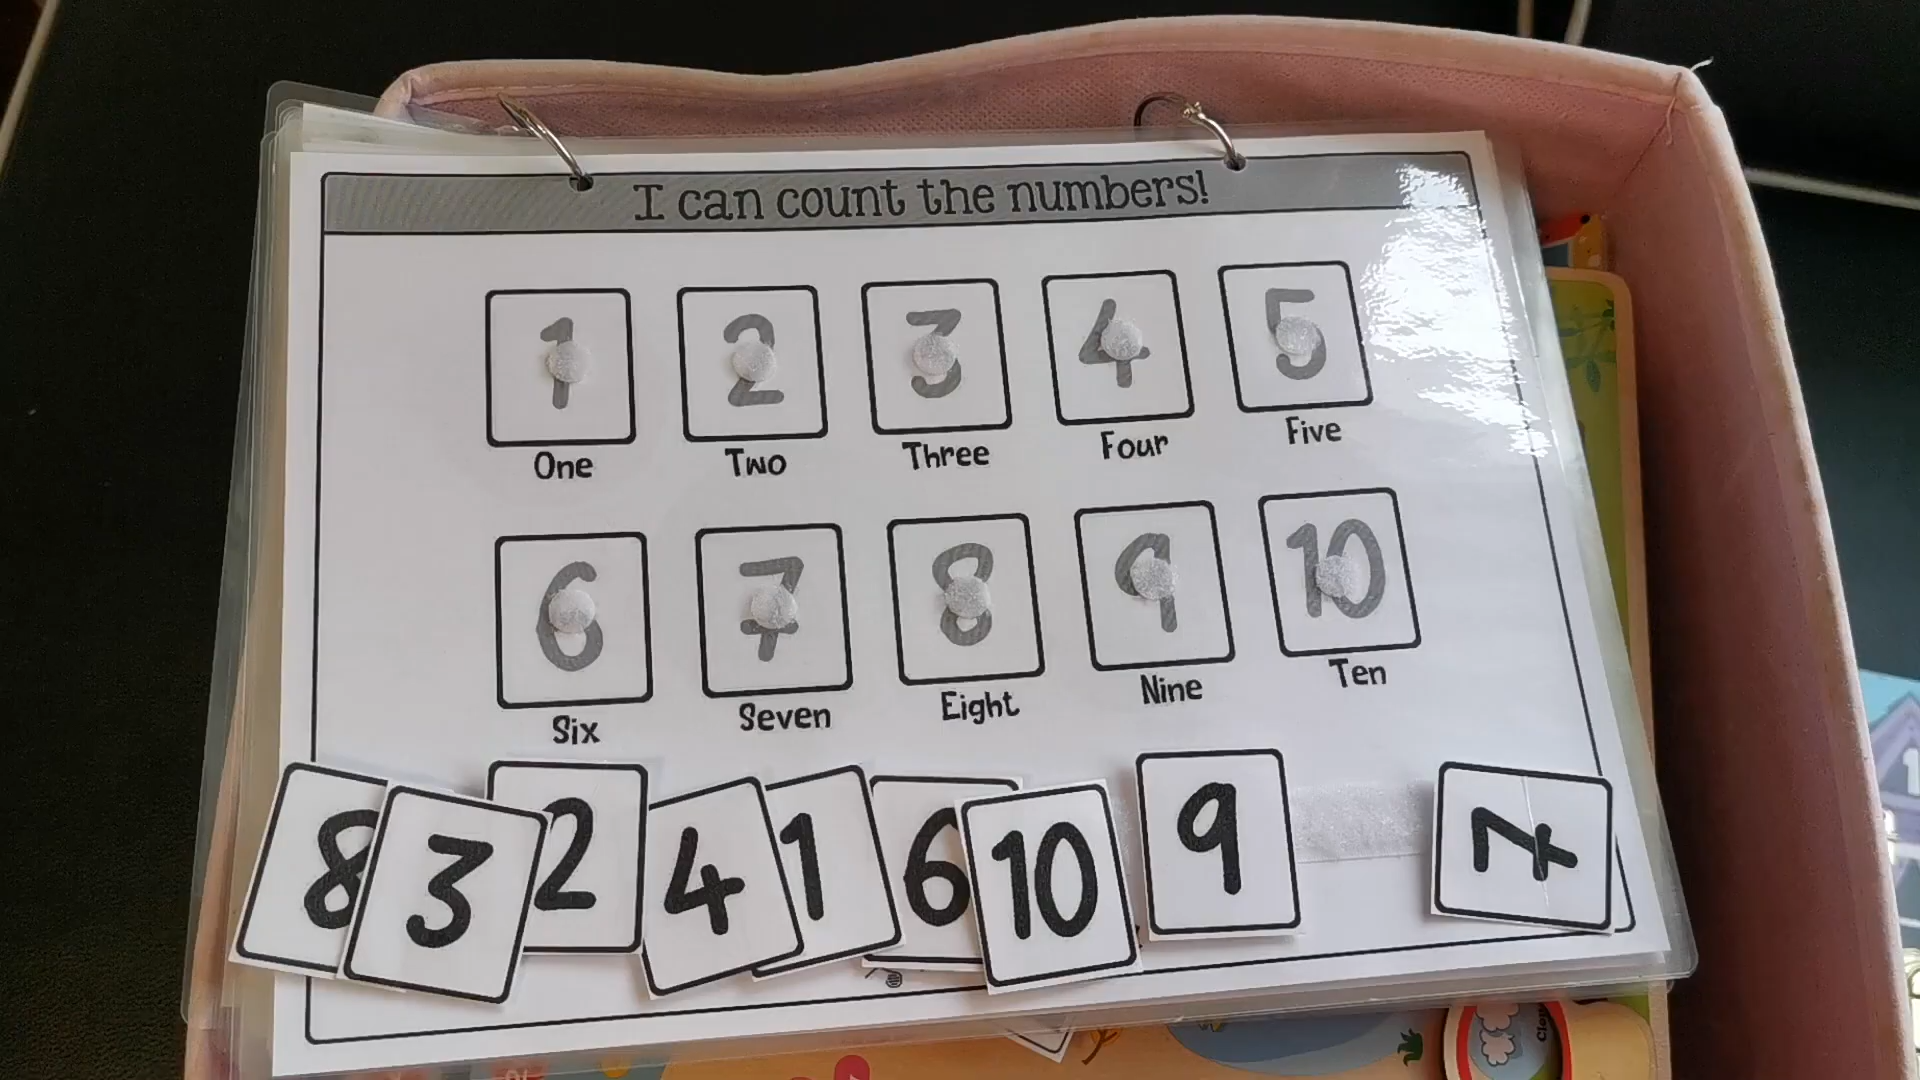 I can count the numbers!
1 2 3 4 5
One Two Three Four Five
6 7 8 9 10
Six Seven Eight Nine Ten
8 3 2 4 1 6 10 9 7